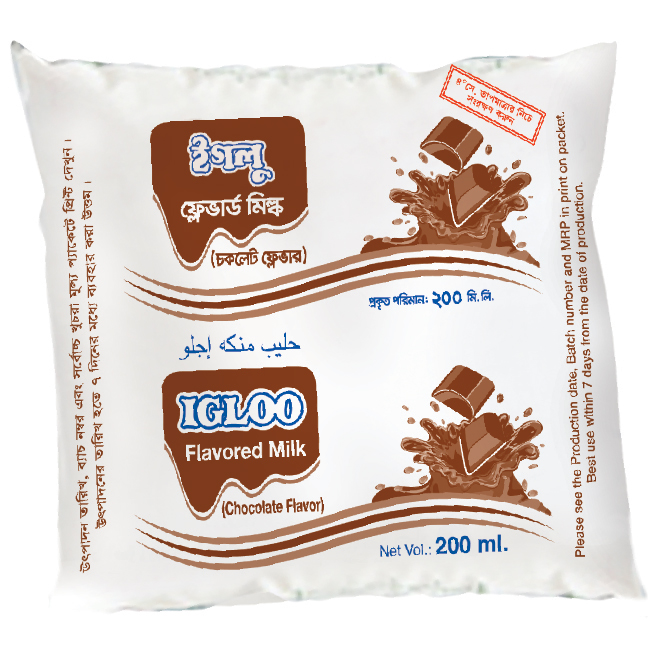 ৪°সে. তাপমাত্রার নিচে
সংরক্ষণ করুন
ইগলু
ফ্লেভার্ড মিল্ক
(চকলেট ফ্লেভার)
প্রকৃত পরিমান: ২০০ মি.লি.
حليب منكه إجلو
IGLOO
Flavored Milk
(Chocolate Flavor)
Net Vol.: 200 ml.
উৎপাদন তারিখ, ব্যাচ নম্বর এবং সর্বোচ্চ খুচরা মূল্য প্যাকেটে প্রিন্ট দেখুন।
উৎপাদনের তারিখ হতে ৭ দিনের মধ্যে ব্যবহার করা উত্তম।
Please see the Production date, Batch number and MRP in print on packet.
Best use within 7 days from the date of production.